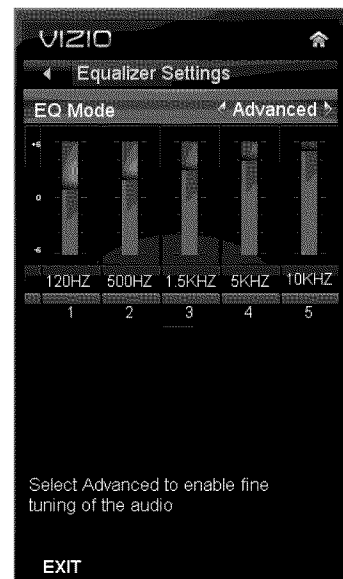 VIZIO
Equalizer Settings
EQ Mode Advanced
+6
0
-6
120HZ 500HZ 1.5KHZ 5KHZ 10KHZ
1 2 3 4 5
Select Advanced to enable fine
tuning of the audio
EXIT